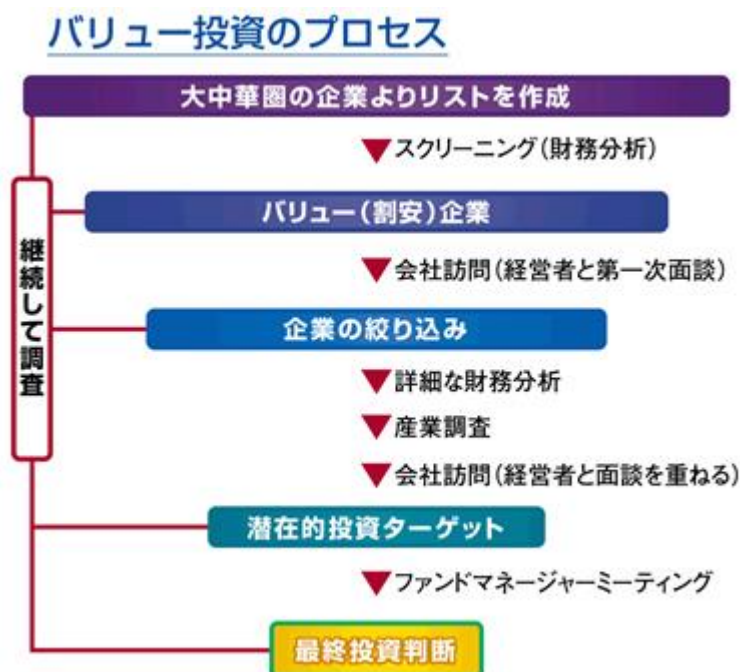 バリュー投資のプロセス
大中華圏の企業よりリストを作成
▼スクリーニング(財務分析)
バリュー(割安)企業
▼会社訪問(経営者と第一次面談)
継続して調査
企業の絞り込み
▼詳細な財務分析
▼産業調査
▼会社訪問(経営者と面談を重ねる)
潜在的投資ターゲット
▼ファンドマネージャーミーティング
最終投資判断